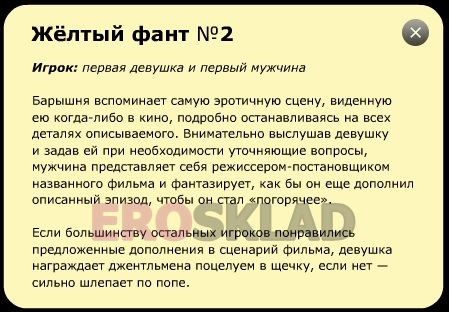 Жёлтый фант №2
Игрок: первая девушка и первый мужчина
Барышня вспоминает самую эротичную сцену, виденную
ею когда-либо в кино, подробно останавливаясь на всех
деталях описываемого. Внимательно выслушав девушку
и задав ей при необходимости уточняющие вопросы,
мужчина представляет себя режиссером-постановщиком
названного фильма и фантазирует, как бы он еще дополнил
описанный эпизод, чтобы он стал «погорячее».
EROSKLAD
Если большинству остальных игроков понравились
предложенные дополнения в сценарий фильма, девушка
награждает джентльмена поцелуем в щечку, если нет —
сильно шлепает по попе.